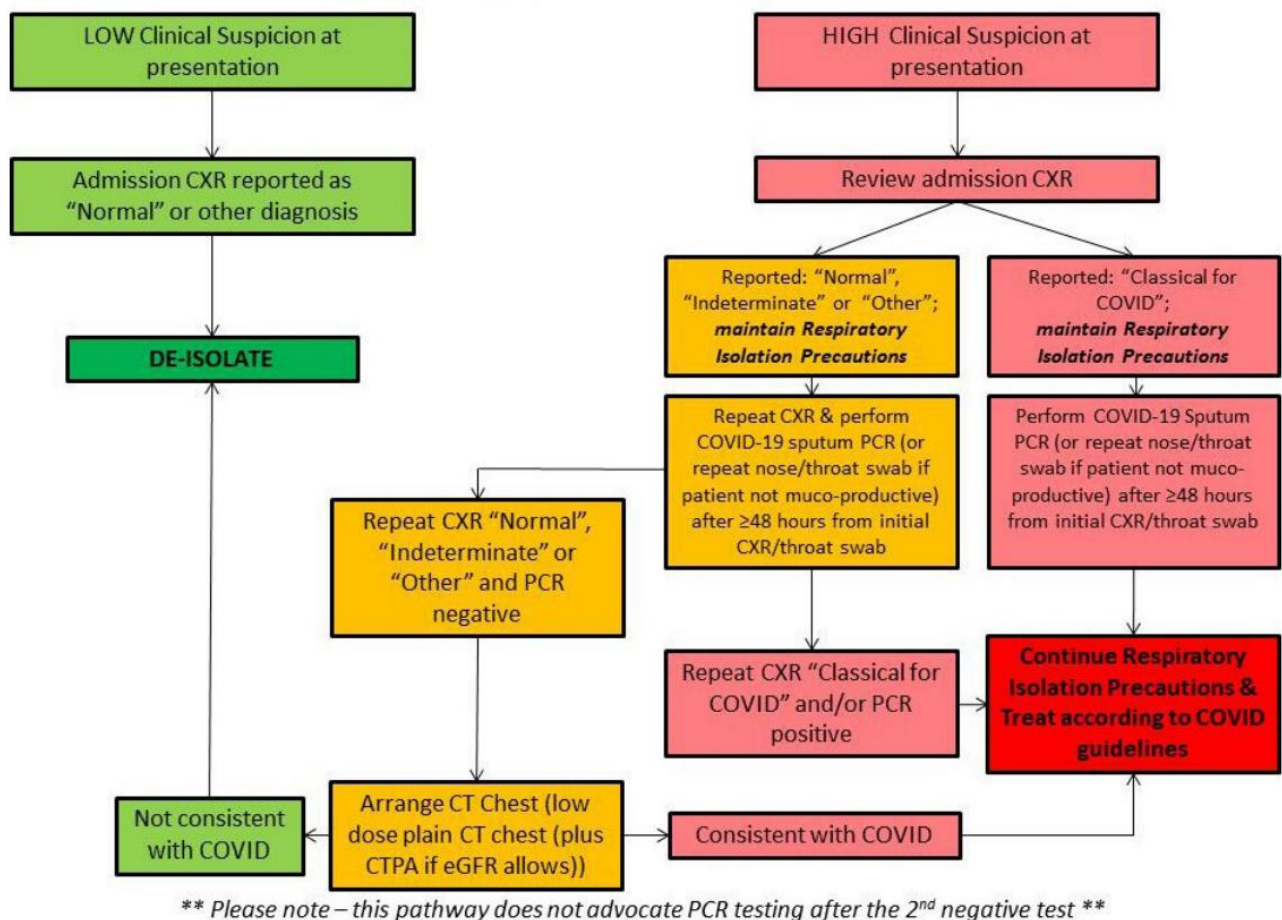 LOW Clinical Suspicion at
presentation
HIGH Clinical Suspicion at
presentation
Admission CXR reported as
“Normal” or other diagnosis
Review admission CXR
Reported: “Normal”,
“Indeterminate” or “Other”;
maintain Respiratory
Isolation Precautions
Reported: “Classical for
COVID”;
maintain Respiratory
Isolation Precautions
DE-ISOLATE
Repeat CXR & perform
COVID-19 sputum PCR (or
repeat nose/throat swab if
patient not muco-productive)
after ≥48 hours from initial
CXR/throat swab
Perform COVID-19 Sputum
PCR (or repeat nose/throat
swab if patient not muco-
productive) after ≥48 hours
from initial CXR/throat swab
Repeat CXR “Normal”,
“Indeterminate” or
“Other” and PCR
negative
Repeat CXR “Classical for
COVID” and/or PCR
positive
Continue Respiratory
Isolation Precautions &
Treat according to COVID
guidelines
Not consistent
with COVID
Arrange CT Chest (low
dose plain CT chest (plus
CTPA if eGFR allows))
Consistent with COVID
** Please note – this pathway does not advocate PCR testing after the 2nd negative test **